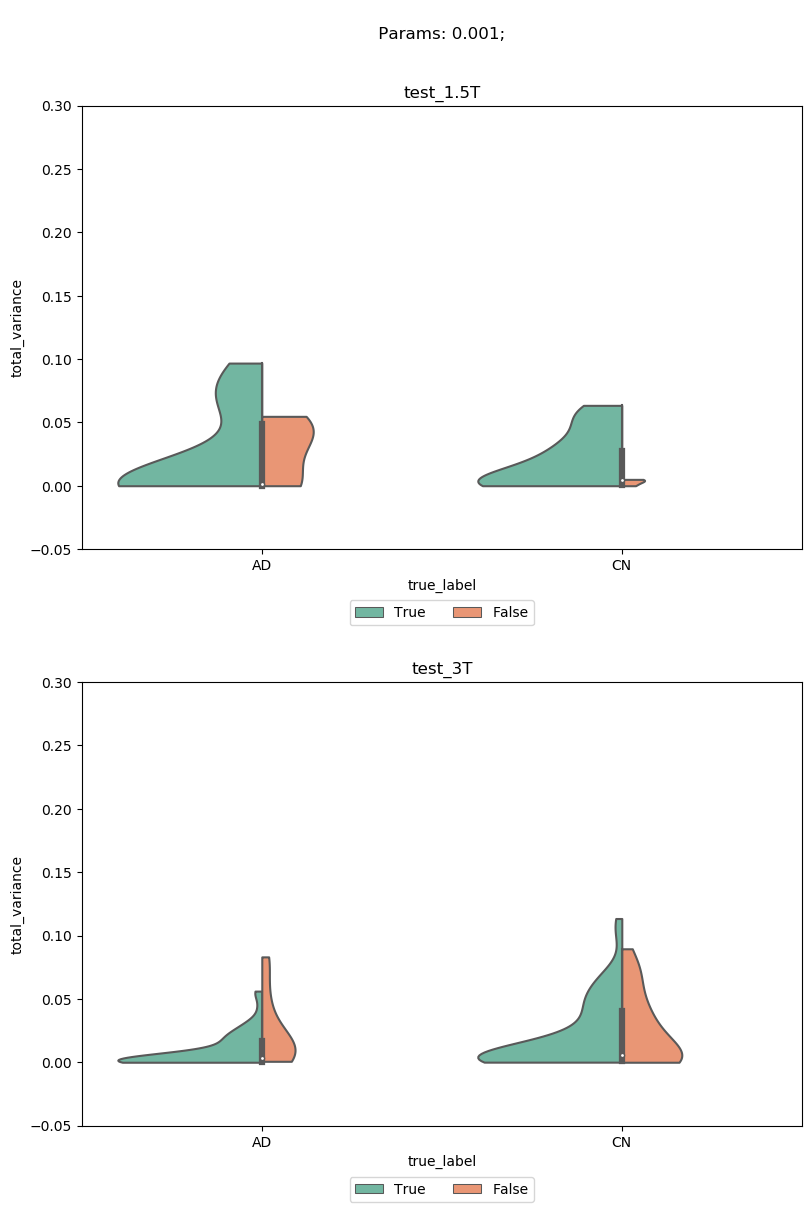 Params: 0.001;
test_1.5T
0.30
0.25
0.20
0.15
0.10
0.05
0.00
−0.05
total_variance
AD CN
true_label
True False
test_3T
0.30
0.25
0.20
0.15
0.10
0.05
0.00
−0.05
total_variance
AD CN
true_label
True False